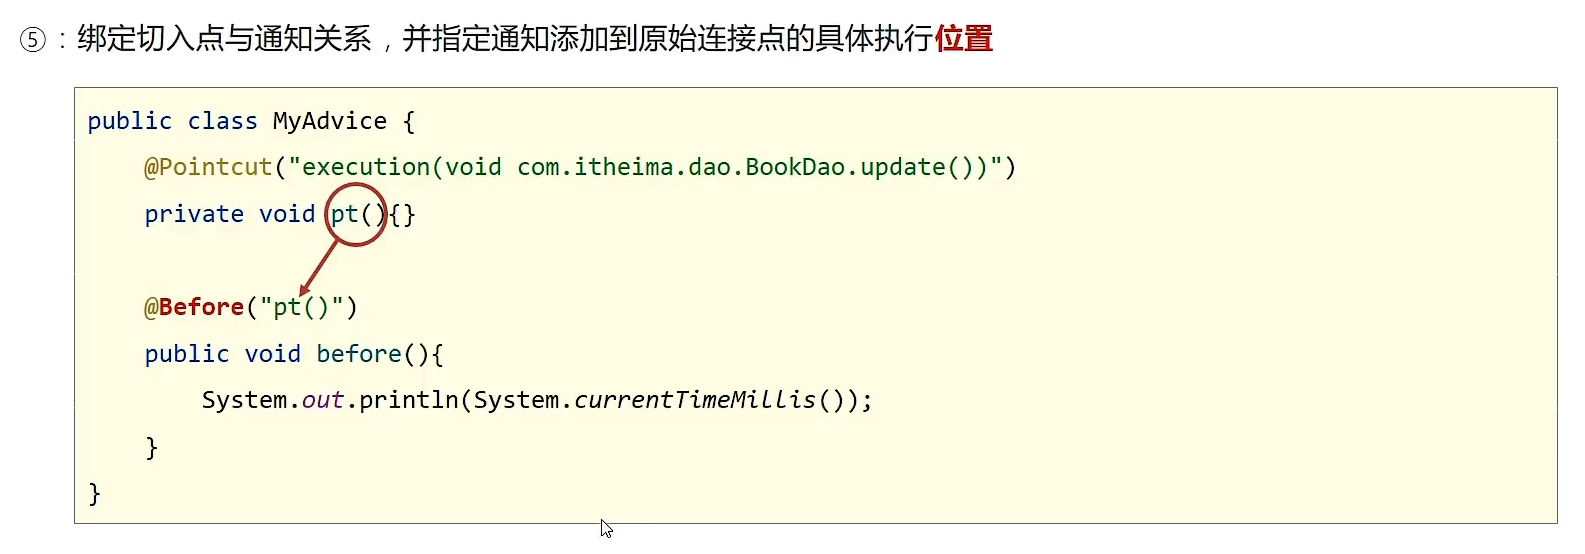 ⑤：绑定切入点与通知关系，并指定通知添加到原始连接点的具体执行位置
public class MyAdvice {
    @Pointcut("execution(void com.itheima.dao.BookDao.update())")
    private void pt(){}
    @Before("pt()")
    public void before(){
        System.out.println(System.currentTimeMillis());
    }
}